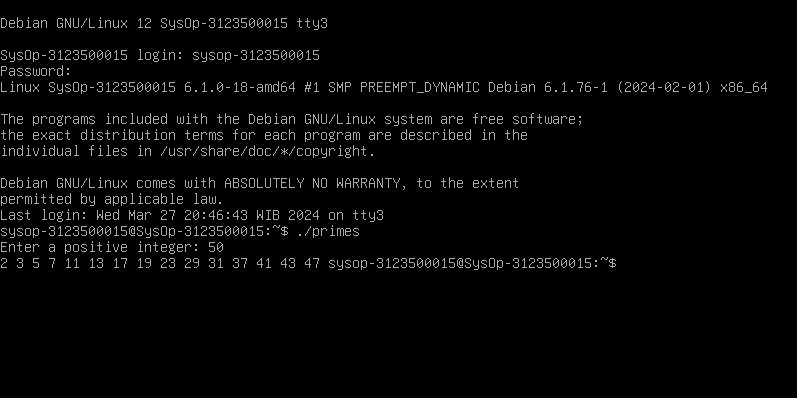 Debian GNU/Linux 12 SysOp-3123500015 tty3
SysOp-3123500015 login: sysop-3123500015
Password:
Linux SysOp-3123500015 6.1.0-18-amd64 #1 SMP PREEMPT_DYNAMIC Debian 6.1.76-1 (2024-02-01) x86_64
The programs included with the Debian GNU/Linux system are free software;
the exact distribution terms for each program are described in the
individual files in /usr/share/doc/*/copyright.
Debian GNU/Linux comes with ABSOLUTELY NO WARRANTY, to the extent
permitted by applicable law.
Last login: Wed Mar 27 20:46:43 WIB 2024 on tty3
sysop-3123500015@SysOp-3123500015:~$ ./primes
Enter a positive integer: 50
2 3 5 7 11 13 17 19 23 29 31 37 41 43 47 sysop-3123500015@SysOp-3123500015:~$